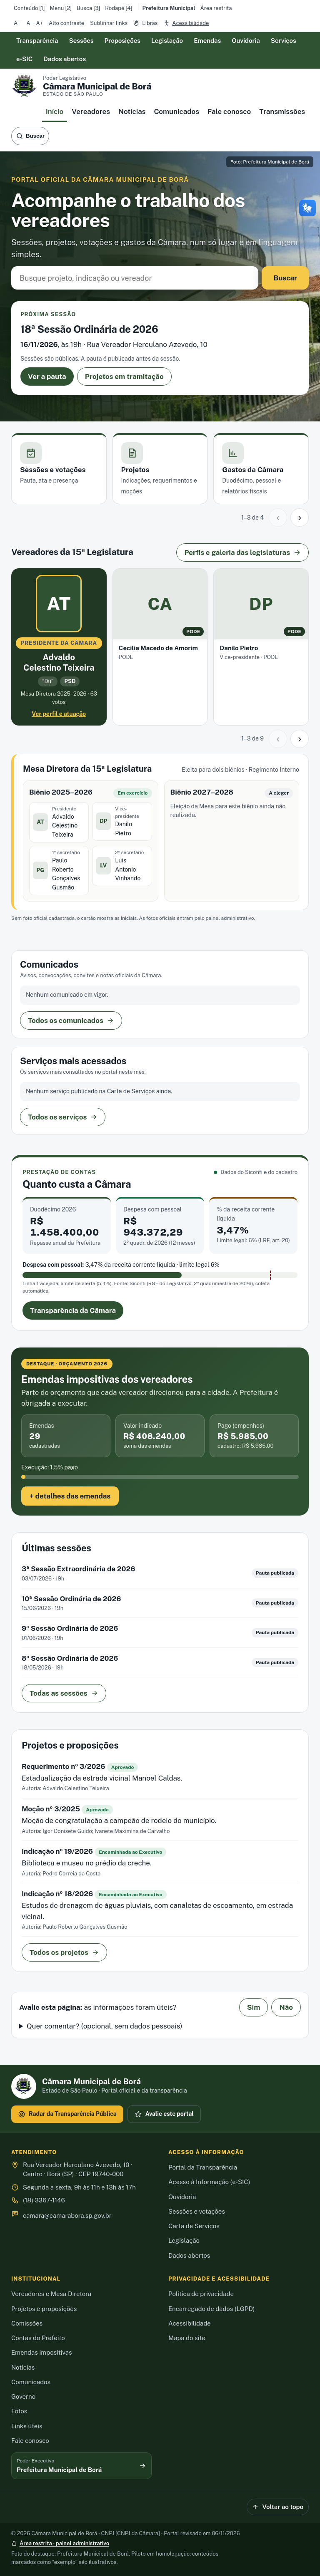 Conteúdo [1] Menu [2] Busca [3] Rodapé [4] Prefeitura Municipal Área restrita
A− A A+ Alto contraste Sublinhar links Libras Acessibilidade
Transparência Sessões Proposições Legislação Emendas Ouvidoria Serviços
e-SIC Dados abertos
Poder Legislativo
Câmara Municipal de Borá
ESTADO DE SÃO PAULO
Início Vereadores Notícias Comunicados Fale conosco Transmissões
Buscar
Foto: Prefeitura Municipal de Borá
PORTAL OFICIAL DA CÂMARA MUNICIPAL DE BORÁ
Acompanhe o trabalho dos
vereadores
Sessões, projetos, votações e gastos da Câmara, num só lugar e em linguagem
simples.
Busque projeto, indicação ou vereador
Buscar
PRÓXIMA SESSÃO
18ª Sessão Ordinária de 2026
16/11/2026, às 19h · Rua Vereador Herculano Azevedo, 10
Sessões são públicas. A pauta é publicada antes da sessão.
Ver a pauta Projetos em tramitação
Sessões e votações
Pauta, ata e presença
Projetos
Indicações, requerimentos e
moções
Gastos da Câmara
Duodécimo, pessoal e
relatórios fiscais
1–3 de 4
Vereadores da 15ª Legislatura
Perfis e galeria das legislaturas
AT
PRESIDENTE DA CÂMARA
Advaldo
Celestino Teixeira
"Du" PSD
Mesa Diretora 2025–2026 · 63
votos
Ver perfil e atuação
CA
PODE
Cecilia Macedo de Amorim
PODE
DP
PODE
Danilo Pietro
Vice-presidente · PODE
1–3 de 9
Mesa Diretora da 15ª Legislatura
Eleita para dois biênios · Regimento Interno
Biênio 2025–2026
Em exercício
AT
Presidente
Advaldo
Celestino
Teixeira
DP
Vice-
presidente
Danilo
Pietro
PG
1º secretário
Paulo
Roberto
Gonçalves
Gusmão
LV
2º secretário
Luis
Antonio
Vinhando
Biênio 2027–2028
A eleger
Eleição da Mesa para este biênio ainda não
realizada.
Sem foto oficial cadastrada, o cartão mostra as iniciais. As fotos oficiais entram pelo painel administrativo.
Comunicados
Avisos, convocações, convites e notas oficiais da Câmara.
Nenhum comunicado em vigor.
Todos os comunicados
Serviços mais acessados
Os serviços mais consultados no portal neste mês.
Nenhum serviço publicado na Carta de Serviços ainda.
Todos os serviços
PRESTAÇÃO DE CONTAS
Dados do Siconfi e do cadastro
Quanto custa a Câmara
Duodécimo 2026
R$
1.458.400,00
Repasse anual da Prefeitura
Despesa com pessoal
R$
943.372,29
2º quadr. de 2026 (12 meses)
% da receita corrente
líquida
3,47%
Limite legal: 6% (LRF, art. 20)
Despesa com pessoal: 3,47% da receita corrente líquida · limite legal 6%
Linha tracejada: limite de alerta (5,4%). Fonte: Siconfi (RGF do Legislativo, 2º quadrimestre de 2026), coleta
automática.
Transparência da Câmara
DESTAQUE · ORÇAMENTO 2026
Emendas impositivas dos vereadores
Parte do orçamento que cada vereador direcionou para a cidade. A Prefeitura é
obrigada a executar.
Emendas
29
cadastradas
Valor indicado
R$ 408.240,00
soma das emendas
Pago (empenhos)
R$ 5.985,00
cadastro: R$ 5.985,00
Execução: 1,5% pago
+ detalhes das emendas
Últimas sessões
3ª Sessão Extraordinária de 2026
03/07/2026 · 19h
Pauta publicada
10ª Sessão Ordinária de 2026
15/06/2026 · 19h
Pauta publicada
9ª Sessão Ordinária de 2026
01/06/2026 · 19h
Pauta publicada
8ª Sessão Ordinária de 2026
18/05/2026 · 19h
Pauta publicada
Todas as sessões
Projetos e proposições
Requerimento nº 3/2026 Aprovado
Estadualização da estrada vicinal Manoel Caldas.
Autoria: Advaldo Celestino Teixeira
Moção nº 3/2025 Aprovada
Moção de congratulação a campeão de rodeio do município.
Autoria: Igor Donisete Guido; Ivonete Maximina de Carvalho
Indicação nº 19/2026 Encaminhada ao Executivo
Biblioteca e museu no prédio da creche.
Autoria: Pedro Correia da Costa
Indicação nº 18/2026 Encaminhada ao Executivo
Estudos de drenagem de águas pluviais, com canaletas de escoamento, em estrada
vicinal.
Autoria: Paulo Roberto Gonçalves Gusmão
Todos os projetos
Avalie esta página: as informações foram úteis?
Sim Não
Quer comentar? (opcional, sem dados pessoais)
Câmara Municipal de Borá
Estado de São Paulo · Portal oficial e da transparência
Radar da Transparência Pública Avalie este portal
ATENDIMENTO
Rua Vereador Herculano Azevedo, 10 -
Centro · Borá (SP) · CEP 19740-000
Segunda a sexta, 9h às 11h e 13h às 17h
(18) 3367-1146
camara@camarabora.sp.gov.br
ACESSO À INFORMAÇÃO
Portal da Transparência
Acesso à Informação (e-SIC)
Ouvidoria
Sessões e votações
Carta de Serviços
Legislação
Dados abertos
INSTITUCIONAL
Vereadores e Mesa Diretora
Projetos e proposições
Comissões
Contas do Prefeito
Emendas impositivas
Notícias
Comunicados
Governo
Fotos
Links úteis
Fale conosco
PRIVACIDADE E ACESSIBILIDADE
Política de privacidade
Encarregado de dados (LGPD)
Acessibilidade
Mapa do site
Poder Executivo
Prefeitura Municipal de Borá
Voltar ao topo
© 2026 Câmara Municipal de Borá · CNPJ [CNPJ da Câmara] · Portal revisado em 06/11/2026
Área restrita · painel administrativo
Foto do destaque: Prefeitura Municipal de Borá. Piloto em homologação: conteúdos
marcados como "exemplo" são ilustrativos.